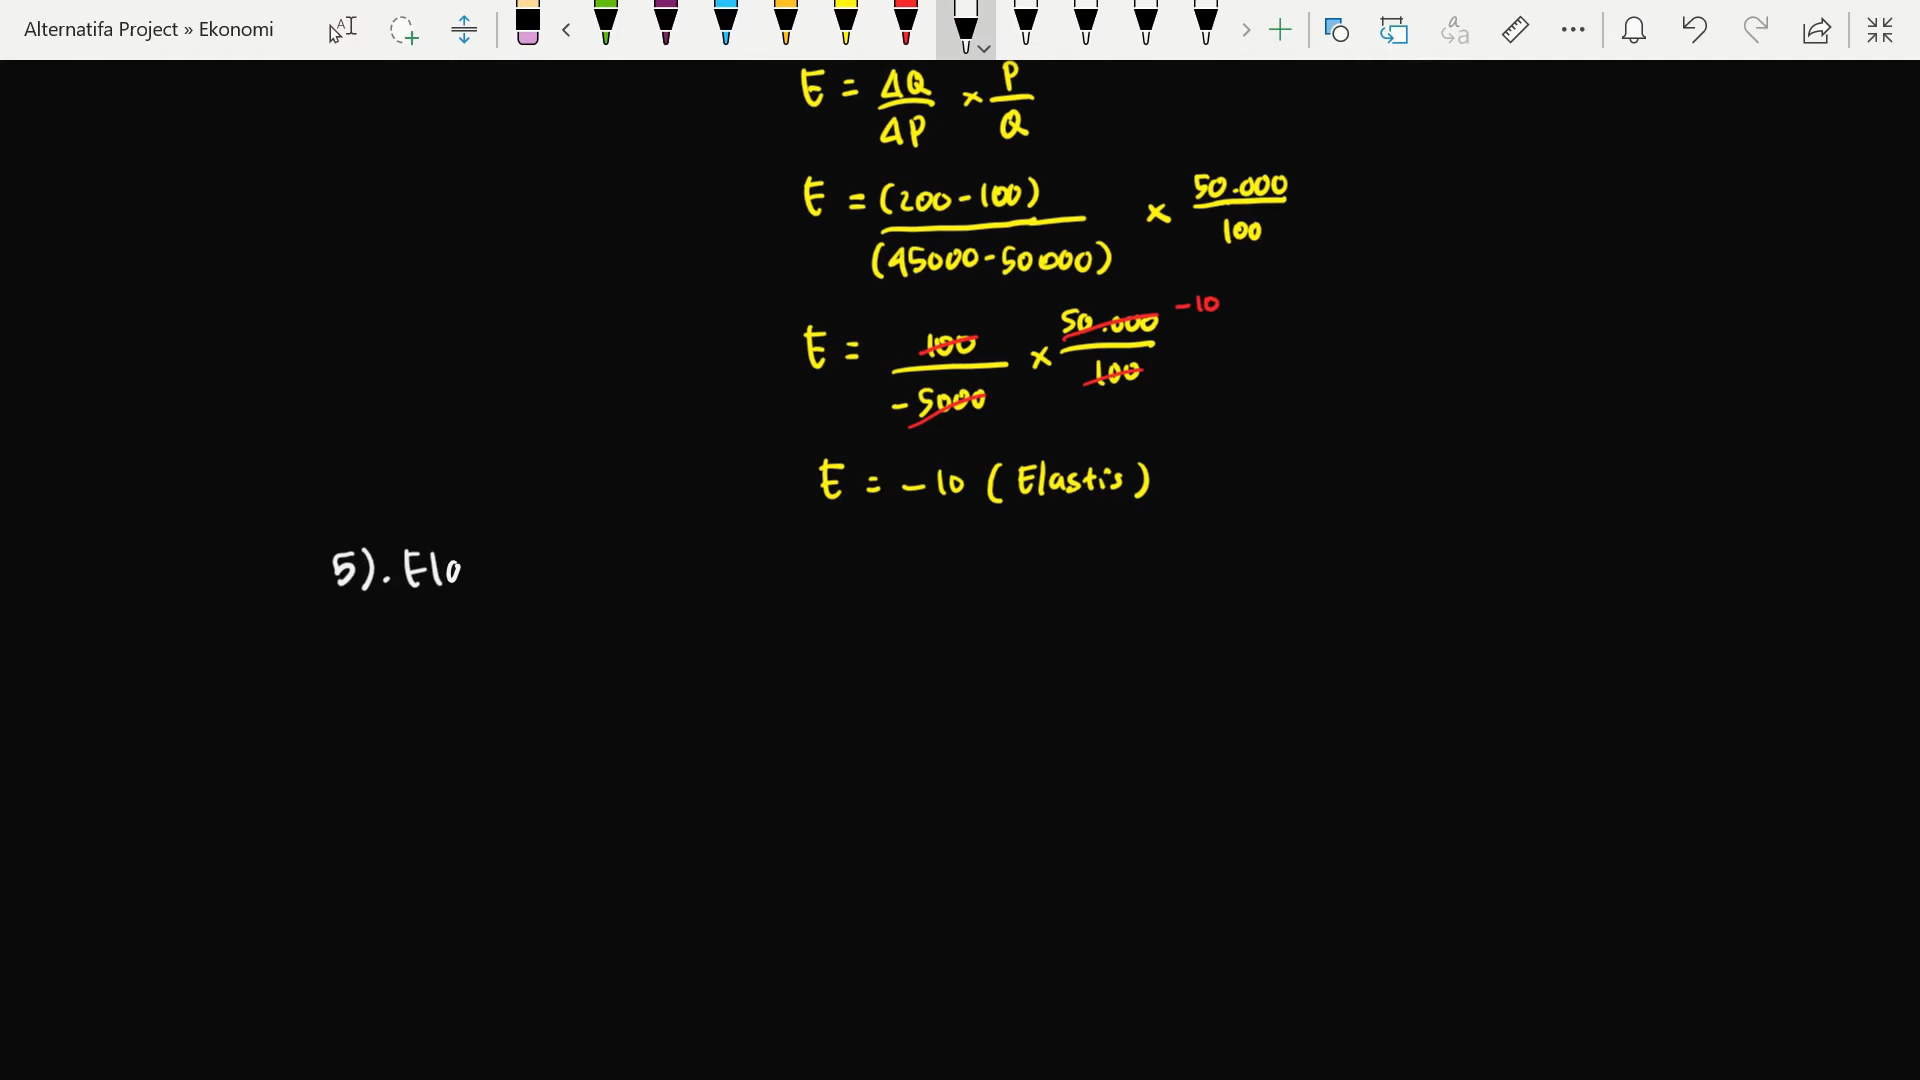 Alternatifa Project » Ekonomi
E = ΔQ/ΔP × P/Q
E = (200-100)/(45000-50000) × 50.000/100
E = 100/-5000 × 50.000/100 -10
E = -10 (Elastis)
5). Ela